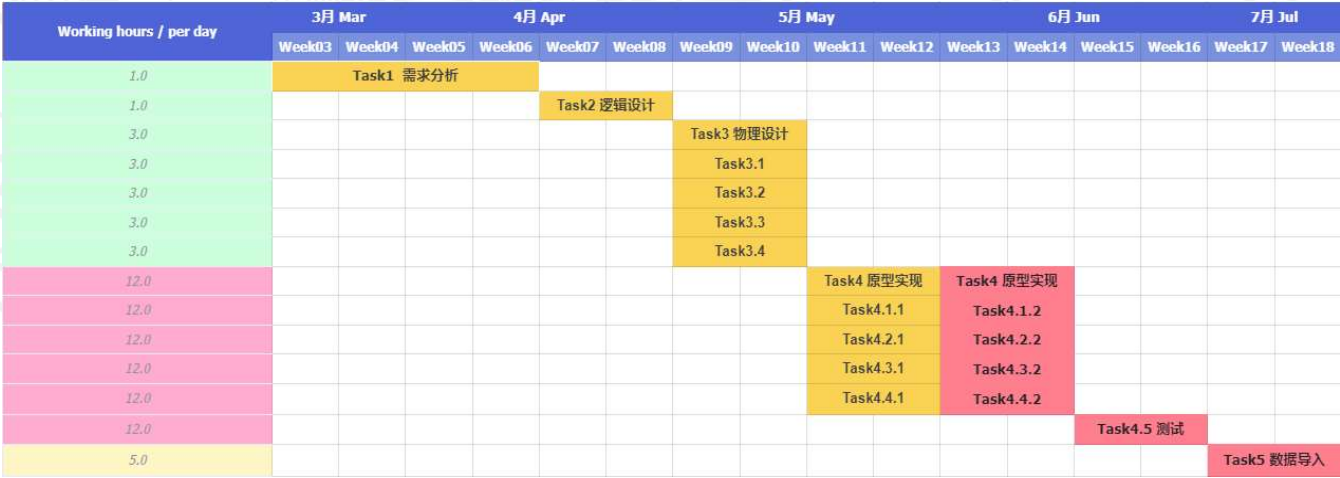 Working hours / per day 3月 Mar 4月 Apr 5月 May 6月 Jun 7月 Jul
Week03 Week04 Week05 Week06 Week07 Week08 Week09 Week10 Week11 Week12 Week13 Week14 Week15 Week16 Week17 Week18
1.0 Task1 需求分析
1.0 Task2 逻辑设计
3.0 Task3 物理设计
3.0 Task3.1
3.0 Task3.2
3.0 Task3.3
3.0 Task3.4
12.0 Task4 原型实现 Task4 原型实现
12.0 Task4.1.1 Task4.1.2
12.0 Task4.2.1 Task4.2.2
12.0 Task4.3.1 Task4.3.2
12.0 Task4.4.1 Task4.4.2
12.0 Task4.5 测试
5.0 Task5 数据导入